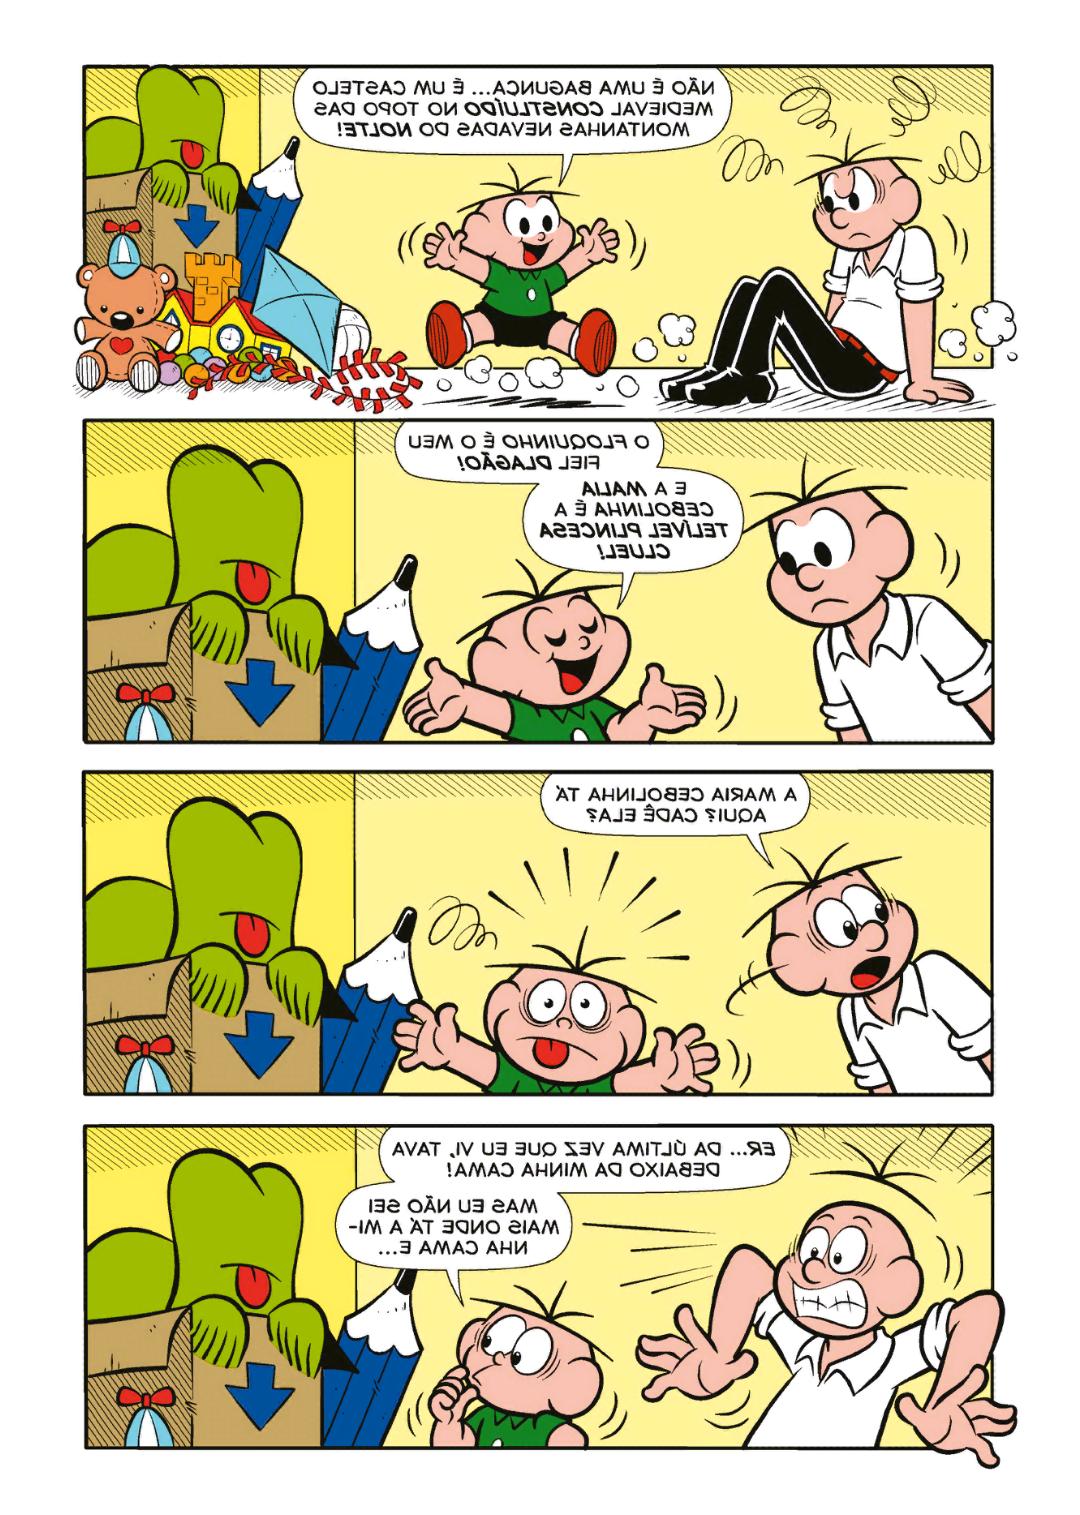 NÃO É UMA BAGUNÇA... É UM CASTELO
MEDIEVAL CONSTLUÍDO NO TOPO DAS
MONTANHAS NEVADAS DO NOLTE!
O FLOQUINHO É O MEU
FIEL DLAGÃO!
E A MALIA
CEBOLINHA É A
TELÍVEL PLINCESA
CLUEL!
A MARIA CEBOLINHA TÁ
AQUI? CADÊ ELA?
ER... DA ÚLTIMA VEZ QUE EU VI, TAVA
DEBAIXO DA MINHA CAMA!
MAS EU NÃO SEI
MAIS ONDE TÁ A MI-
NHA CAMA E...